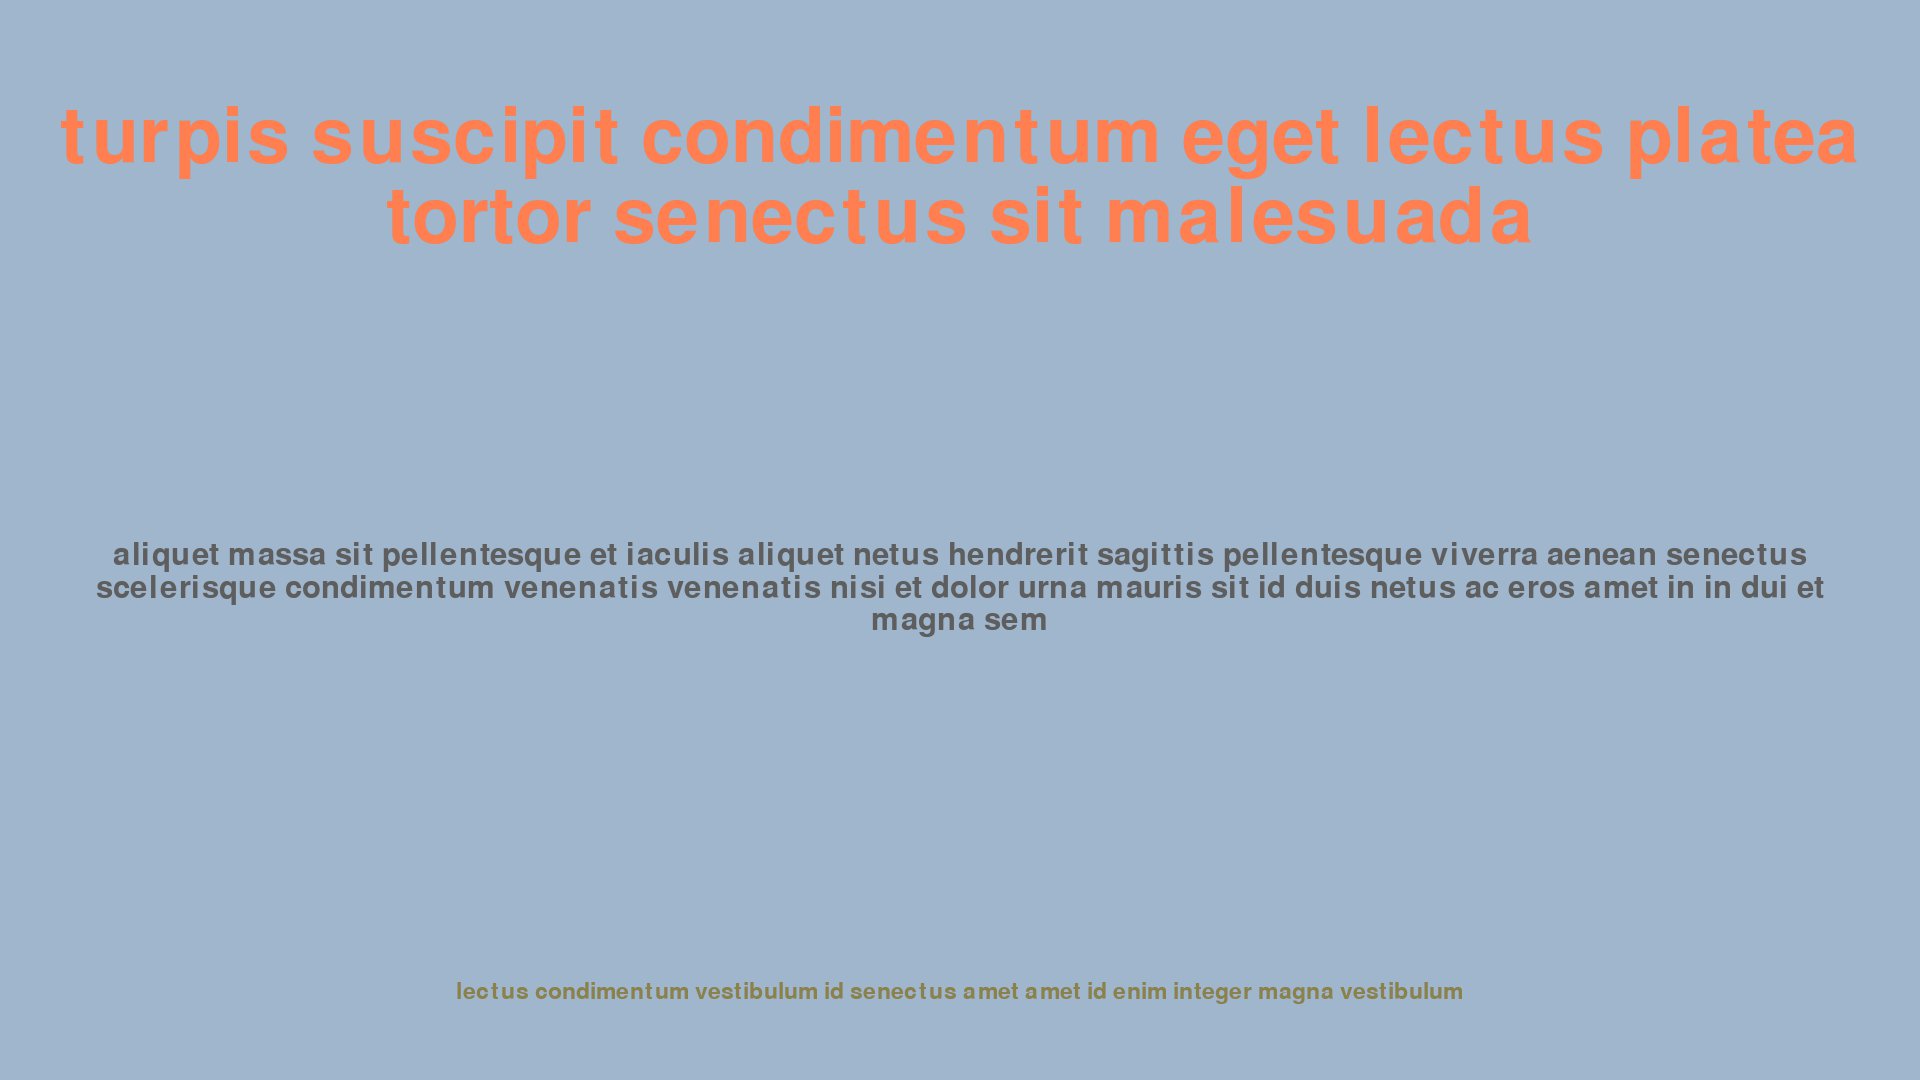 turpis suscipit condimentum eget lectus platea
tortor senectus sit malesuada
aliquet massa sit pellentesque et iaculis aliquet netus hendrerit sagittis pellentesque viverra aenean senectus
scelerisque condimentum venenatis venenatis nisi et dolor urna mauris sit id duis netus ac eros amet in in dui et
magna sem
lectus condimentum vestibulum id senectus amet amet id enim integer magna vestibulum